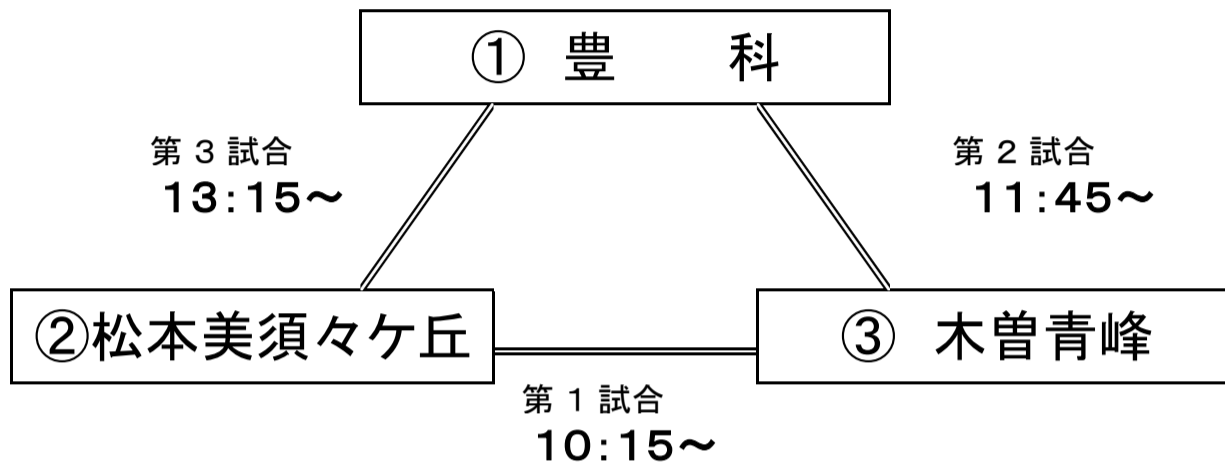 ① 豊　　科
第 3 試合
13:15～
第 2 試合
11:45～
②松本美須々ケ丘
③ 木曽青峰
第 1 試合
10:15～